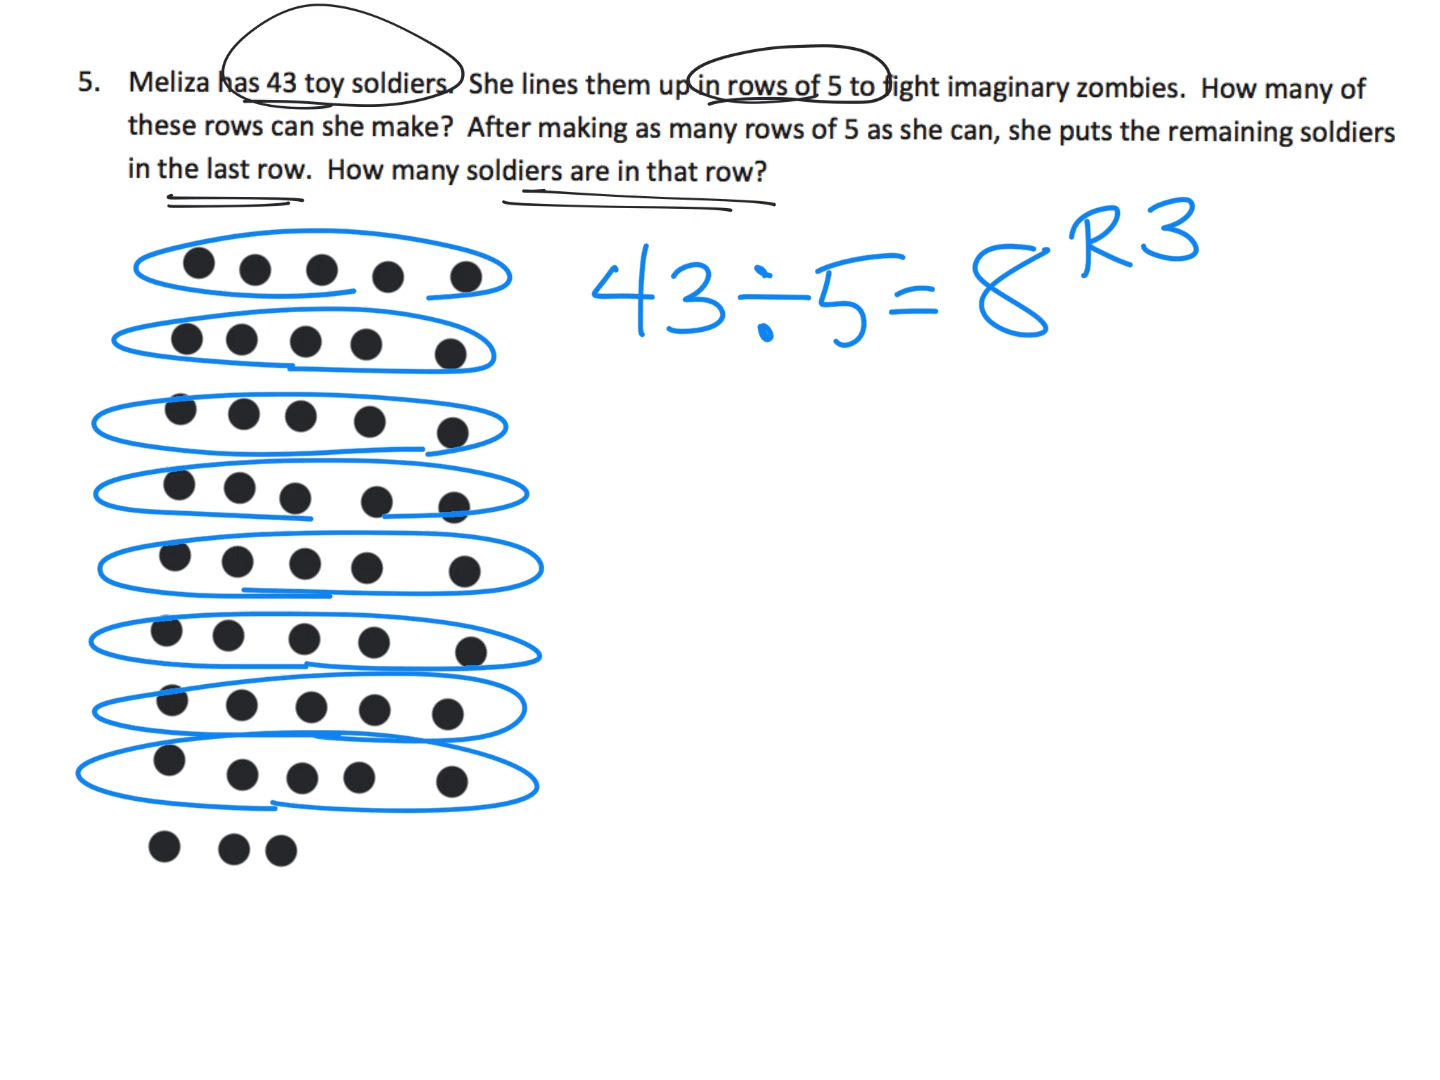 5. Meliza has 43 toy soldiers. She lines them up in rows of 5 to fight imaginary zombies. How many of
these rows can she make? After making as many rows of 5 as she can, she puts the remaining soldiers
in the last row. How many soldiers are in that row?
43÷5=8 R3